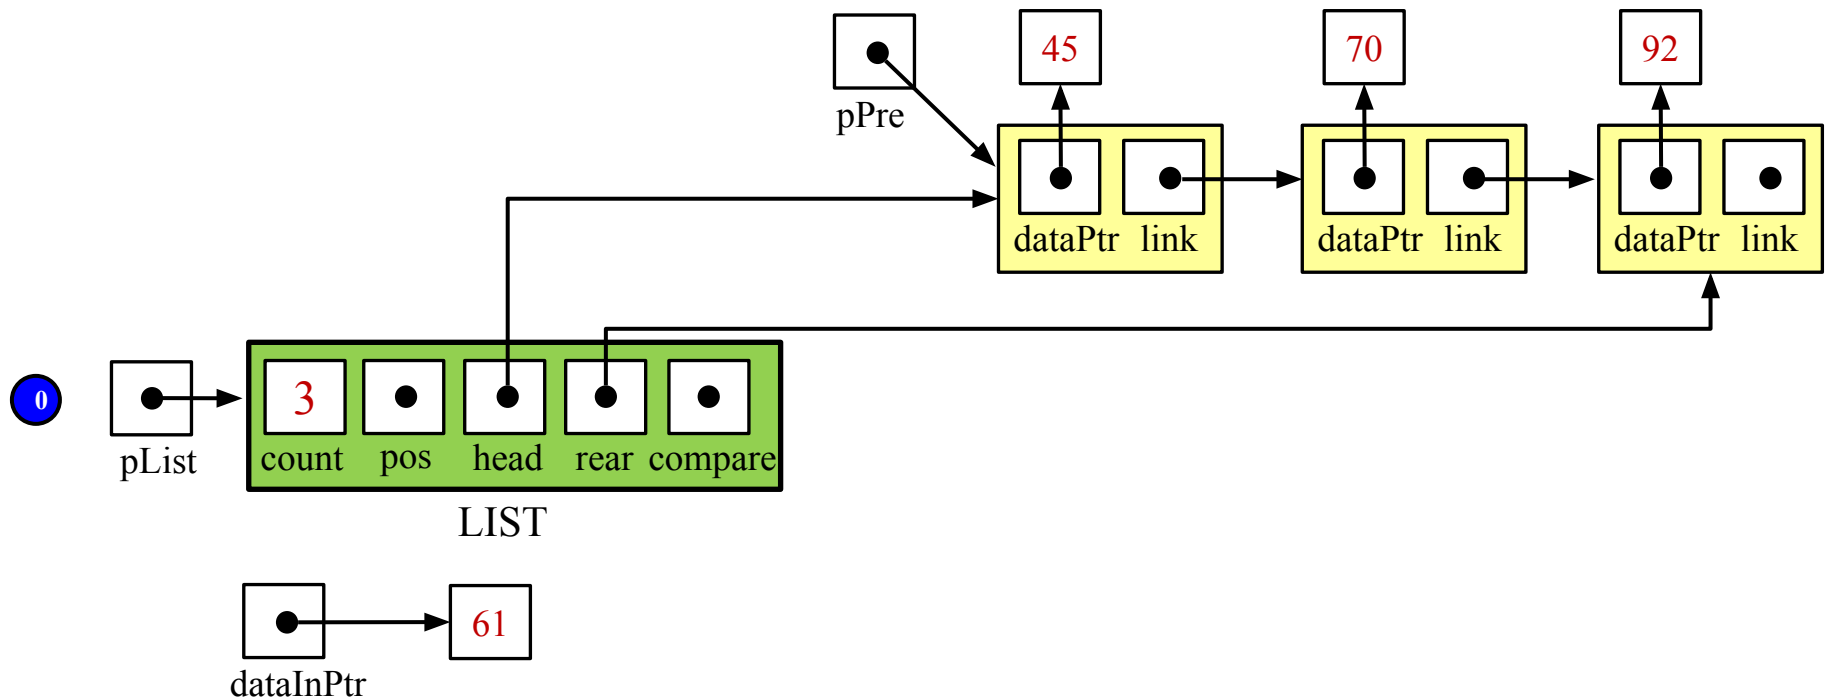 45 70 92
pPre
dataPtr link dataPtr link dataPtr link
0 3
pList count pos head rear compare
LIST
61
dataInPtr